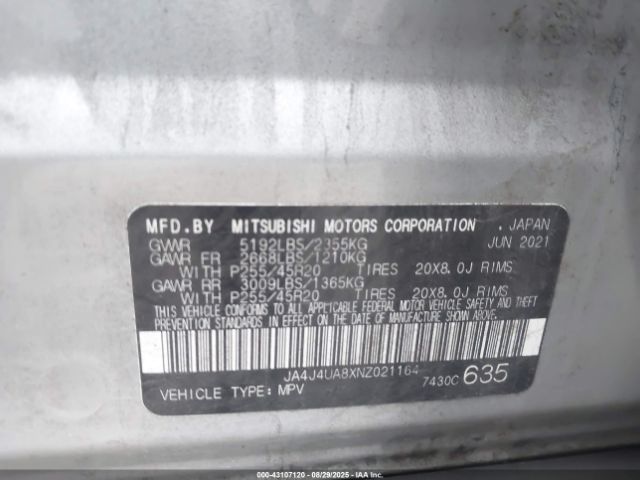 MFD.BY MITSUBISHI MOTORS CORPORATION , JAPAN
GWR 5192LBS/2355KG JUN 2021
GAWR FR 2668LBS/1210KG
WITH P255/45R20 TIRES 20X8.0J RIMS
GAWR RR 3009LBS/1365KG
WITH P255/45R20 TIRES 20X8.0J RIMS
THIS VEHICLE CONFORMS TO ALL APPLICABLE FEDERAL MOTOR VEHICLE SAFETY AND THEFT
PREVENTION STANDARDS IN EFFECT ON THE DATE OF MANUFACTURE SHOWN ABOVE.
JA4J4UA8XNZ021164
VEHICLE TYPE: MPV 7430C 635
000-43107120 - 08/29/2025 - IAAI Inc.